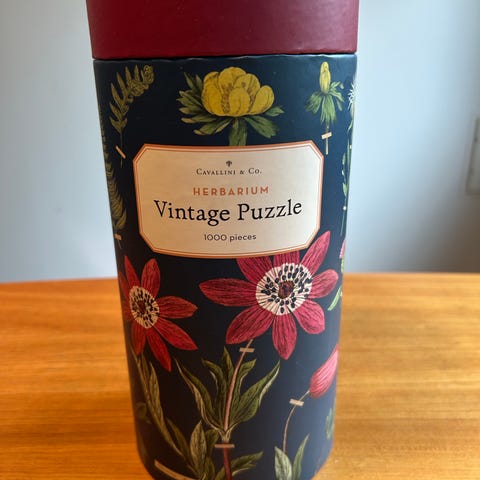 CAVALLINI & CO.
HERBARIUM
Vintage Puzzle
1000 pieces